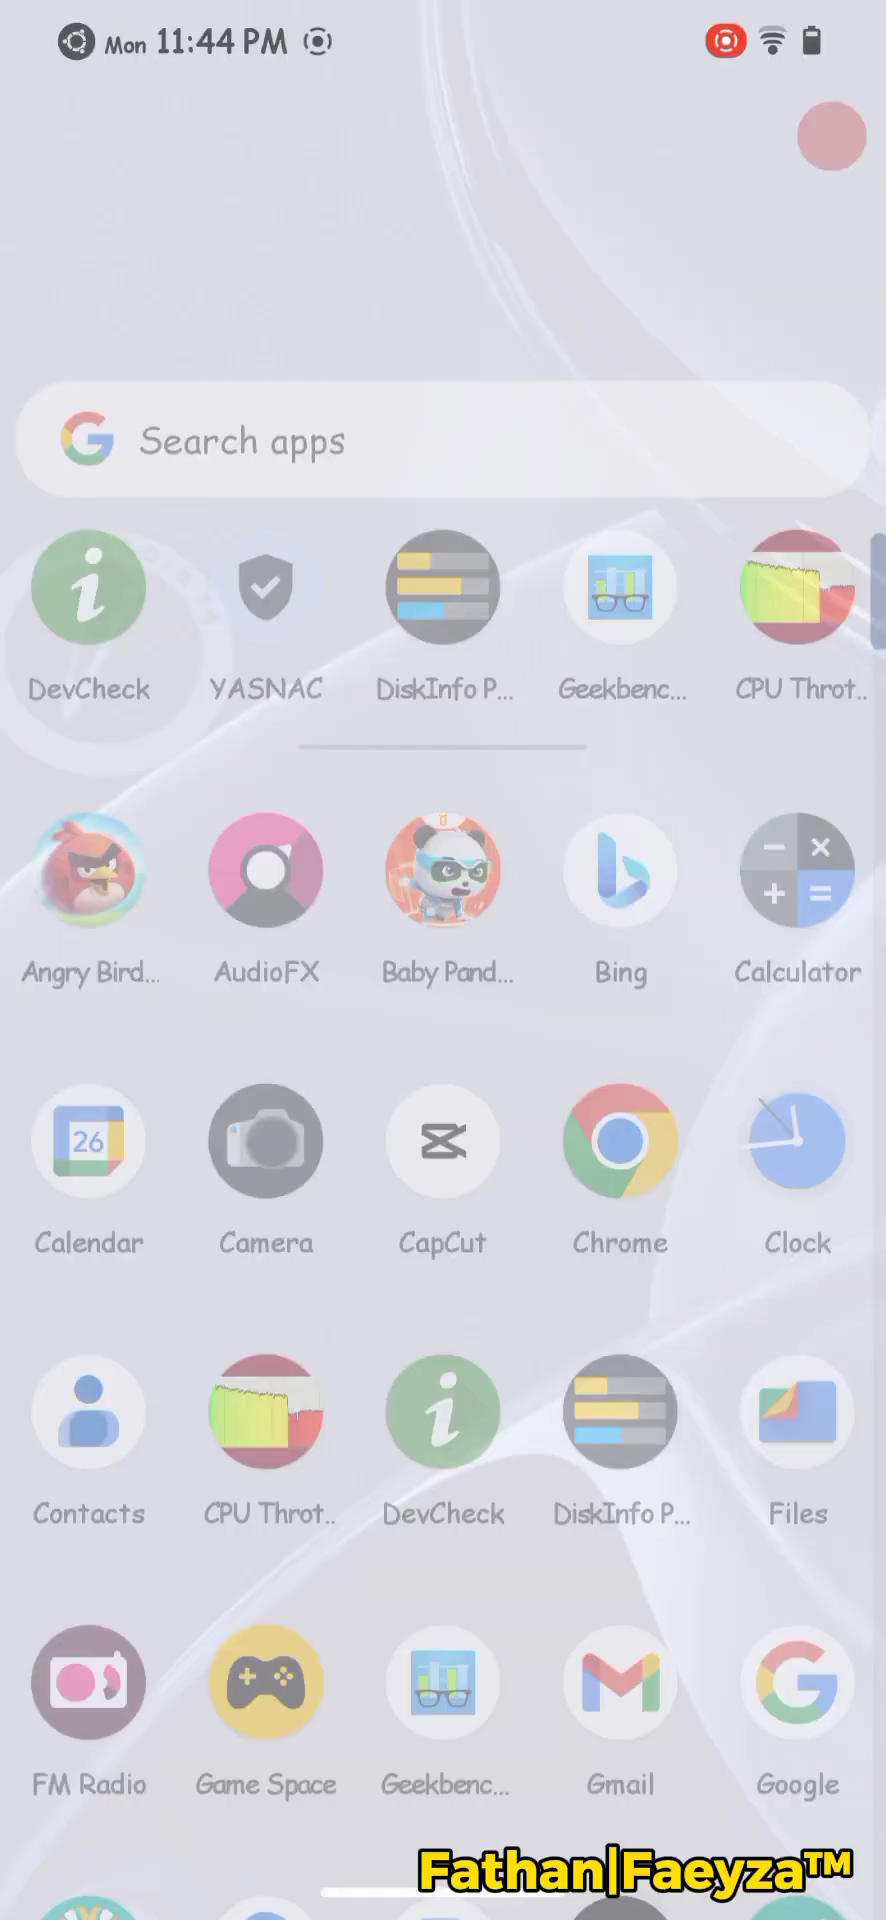 Mon 11:44 PM
Search apps
DevCheck YASNAC DiskInfo P... Geekbenc... CPU Throt..
Angry Bird... AudioFX Baby Pand... Bing Calculator
26
Calendar Camera CapCut Chrome Clock
Contacts CPU Throt.. DevCheck DiskInfo P... Files
FM Radio Game Space Geekbenc... Gmail Google
Fathan|Faeyza™